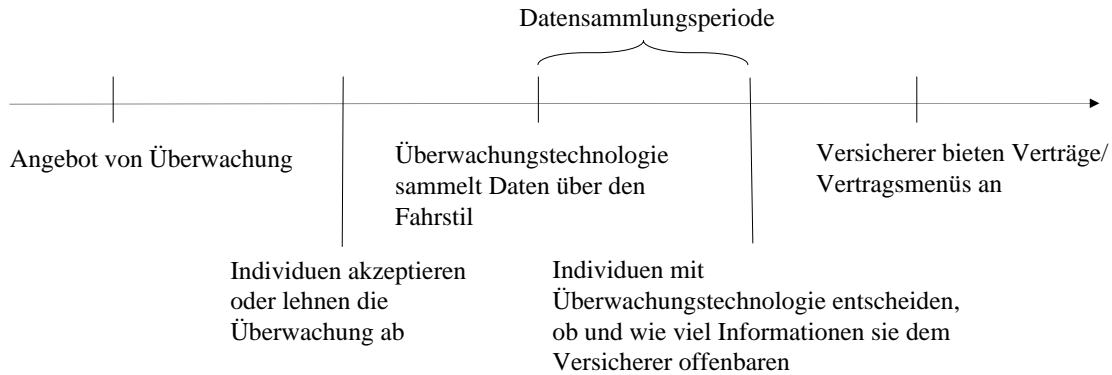 Datensammlungsperiode
Angebot von Überwachung
Überwachungstechnologie
sammelt Daten über den
Fahrstil
Versicherer bieten Verträge/
Vertragsmenüs an
Individuen akzeptieren
oder lehnen die
Überwachung ab
Individuen mit
Überwachungstechnologie entscheiden,
ob und wie viel Informationen sie dem
Versicherer offenbaren